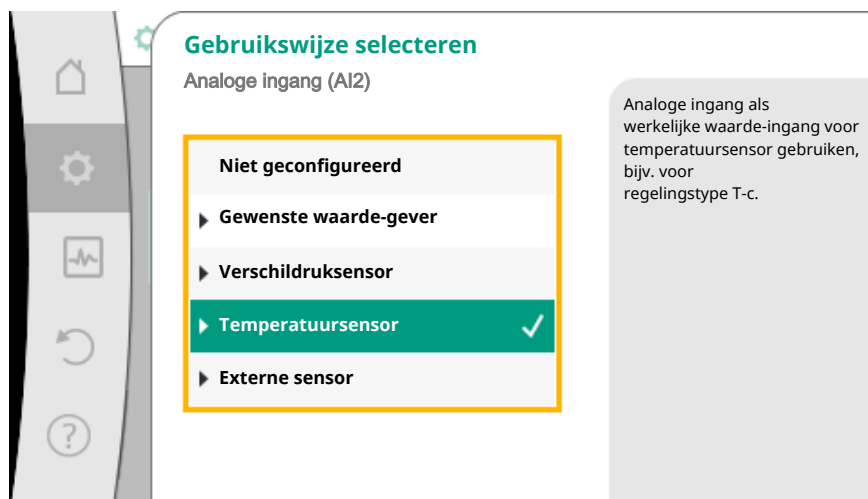 Gebruikswijze selecteren
Analoge ingang (AI2)
Niet geconfigureerd
Gewenste waarde-gever
Verschildruksensor
Temperatuursensor
Externe sensor
Analoge ingang als
werkelijke waarde-ingang voor
temperatuursensor gebruiken,
bijv. voor
regelingstype T-c.
?